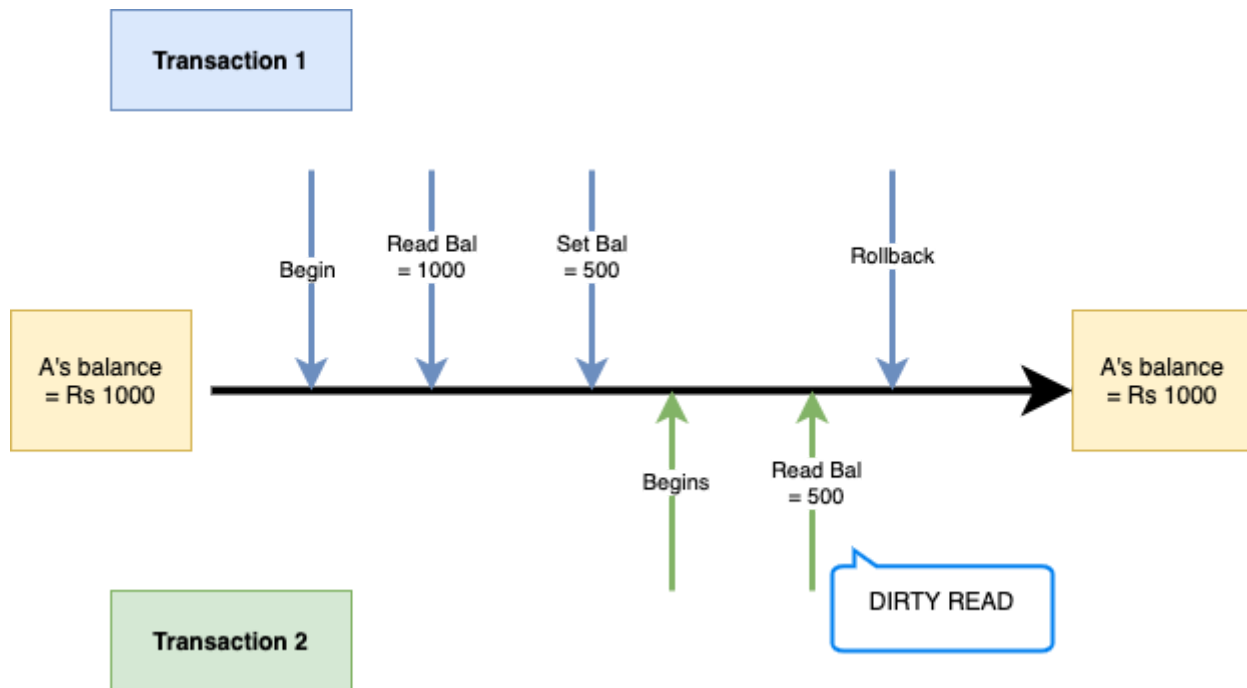 Transaction 1
Begin
Read Bal
= 1000
Set Bal
= 500
Rollback
A's balance
= Rs 1000
A's balance
= Rs 1000
Begins
Read Bal
= 500
DIRTY READ
Transaction 2